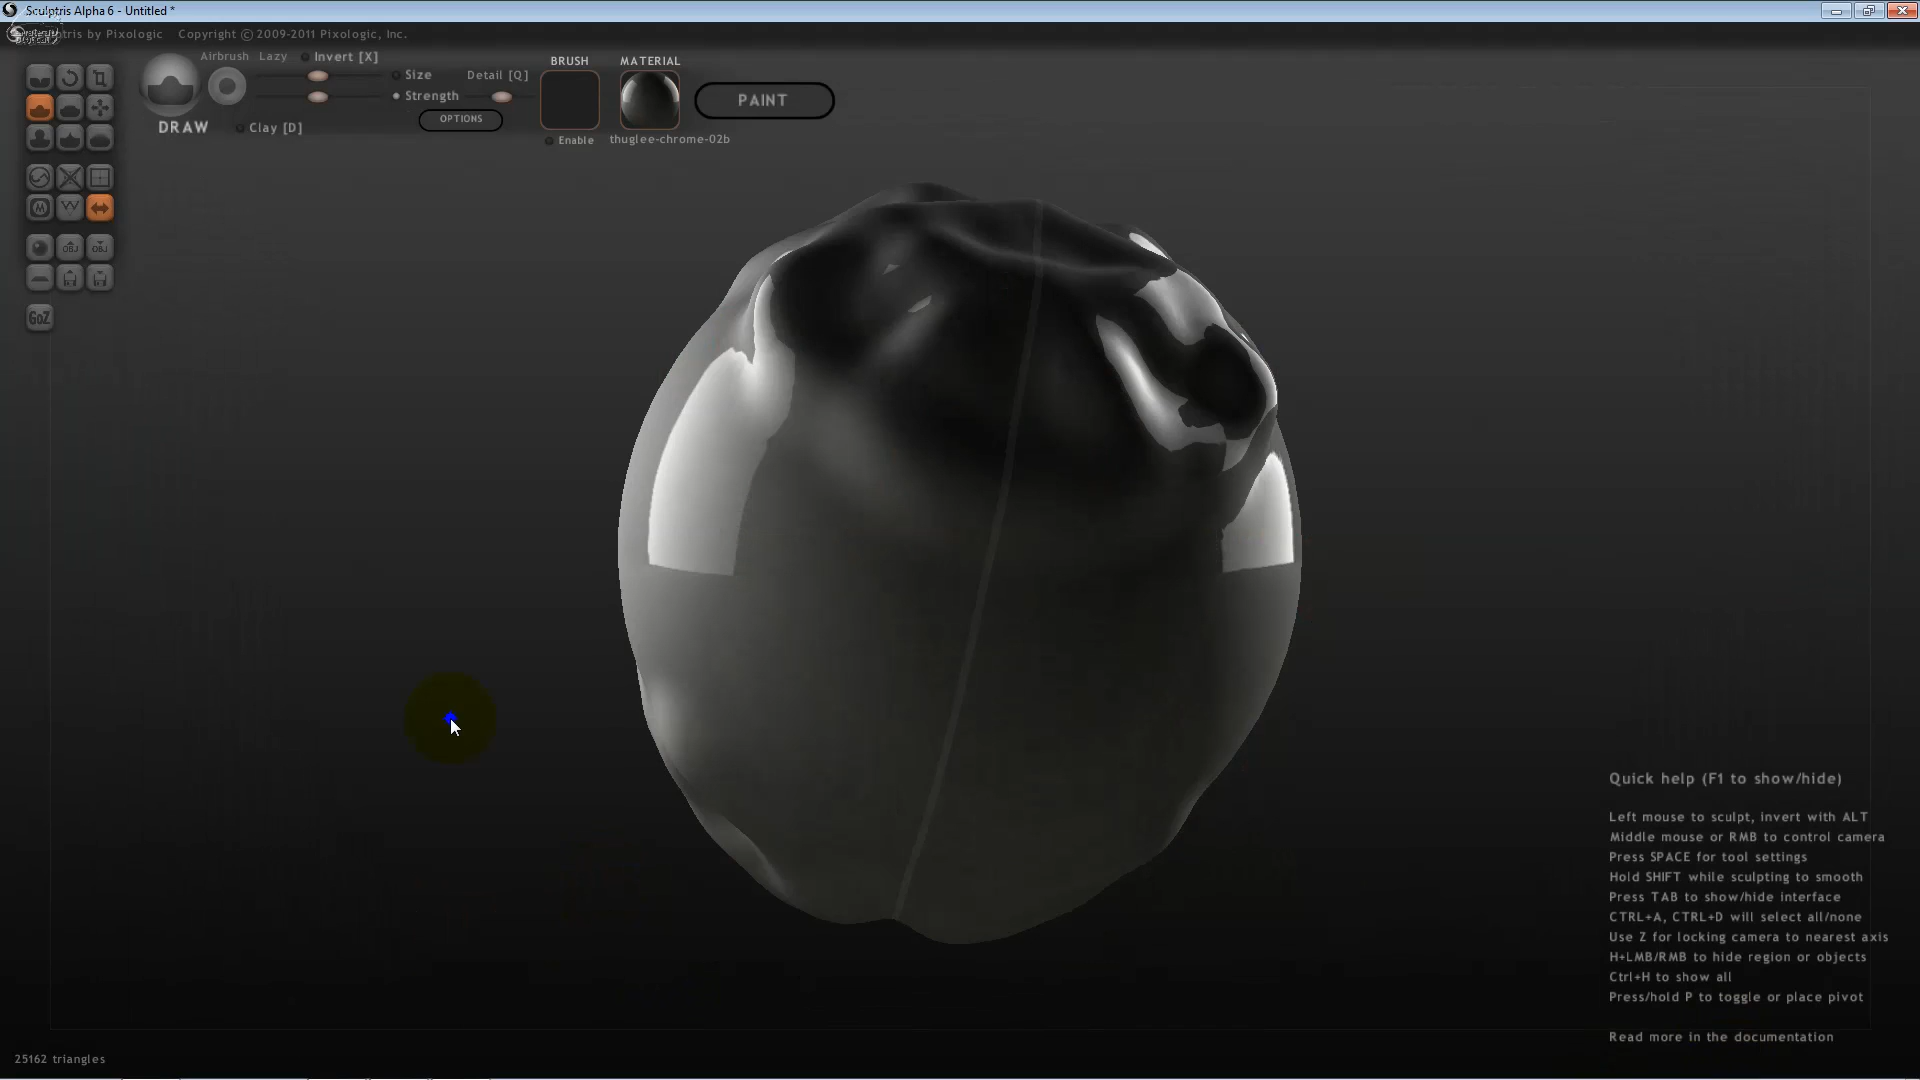 Sculptris Alpha 6 - Untitled *
Sculptris by Pixologic Copyright © 2009-2011 Pixologic, Inc.
Airbrush Lazy Invert [X]
BRUSH MATERIAL
Size Detail [Q]
Strength
PAINT
OPTIONS
DRAW Clay [D]
Enable thuglee-chrome-02b
OBJ OBJ
GoZ
Quick help (F1 to show/hide)
Left mouse to sculpt, invert with ALT
Middle mouse or RMB to control camera
Press SPACE for tool settings
Hold SHIFT while sculpting to smooth
Press TAB to show/hide interface
CTRL+A, CTRL+D will select all/none
Use Z for locking camera to nearest axis
H+LMB/RMB to hide region or objects
Ctrl+H to show all
Press/hold P to toggle or place pivot
Read more in the documentation
25162 triangles